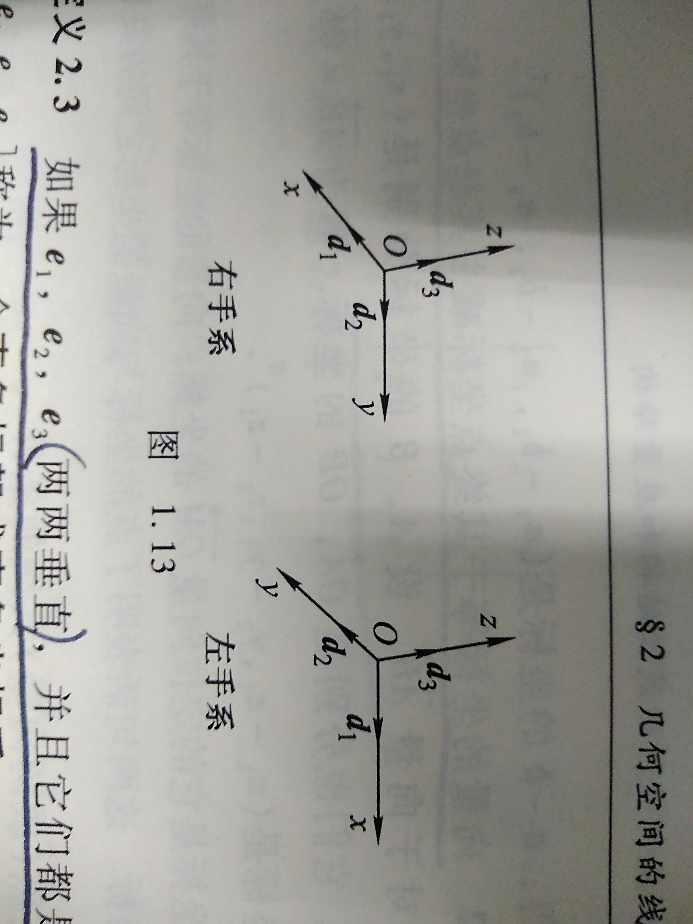 §2 几何空间的线
z z
O O
d₃ d₃
d₁ d₂ d₂ d₁
x y y x
右手系 左手系
图 1.13
义 2.3 如果 e₁, e₂, e₃(两两垂直), 并且它们都是